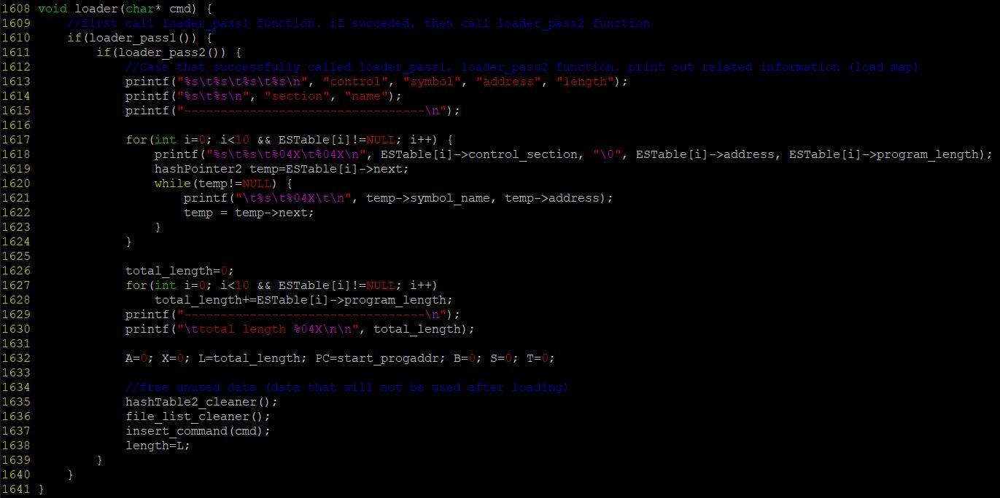 1608 void loader(char* cmd) {
1609     //first call loader_pass1 function. if succeded, then call loader_pass2 function
1610     if(loader_pass1()) {
1611         if(loader_pass2()) {
1612             //Case that successfully called loader_pass1, loader_pass2 function. print out related information (load map)
1613             printf("%s\t%s\t%s\t%s\n", "control", "symbol", "address", "length");
1614             printf("%s\t%s\n", "section", "name");
1615             printf("---------------------------------\n");
1616
1617             for(int i=0; i<10 && ESTable[i]!=NULL; i++) {
1618                 printf("%s\t%s\t%04X\t%04X\n", ESTable[i]->control_section, "\0", ESTable[i]->address, ESTable[i]->program_length);
1619                 hashPointer2 temp=ESTable[i]->next;
1620                 while(temp!=NULL) {
1621                     printf("\t%s\t%04X\t\n", temp->symbol_name, temp->address);
1622                     temp = temp->next;
1623                 }
1624             }
1625
1626             total_length=0;
1627             for(int i=0; i<10 && ESTable[i]!=NULL; i++)
1628                 total_length+=ESTable[i]->program_length;
1629             printf("---------------------------------\n");
1630             printf("\ttotal length %04X\n\n", total_length);
1631
1632             A=0; X=0; L=total_length; PC=start_progaddr; B=0; S=0; T=0;
1633
1634             //free unused data (data that will not be used after loading)
1635             hashTable2_cleaner();
1636             file_list_cleaner();
1637             insert_command(cmd);
1638             length=L;
1639         }
1640     }
1641 }